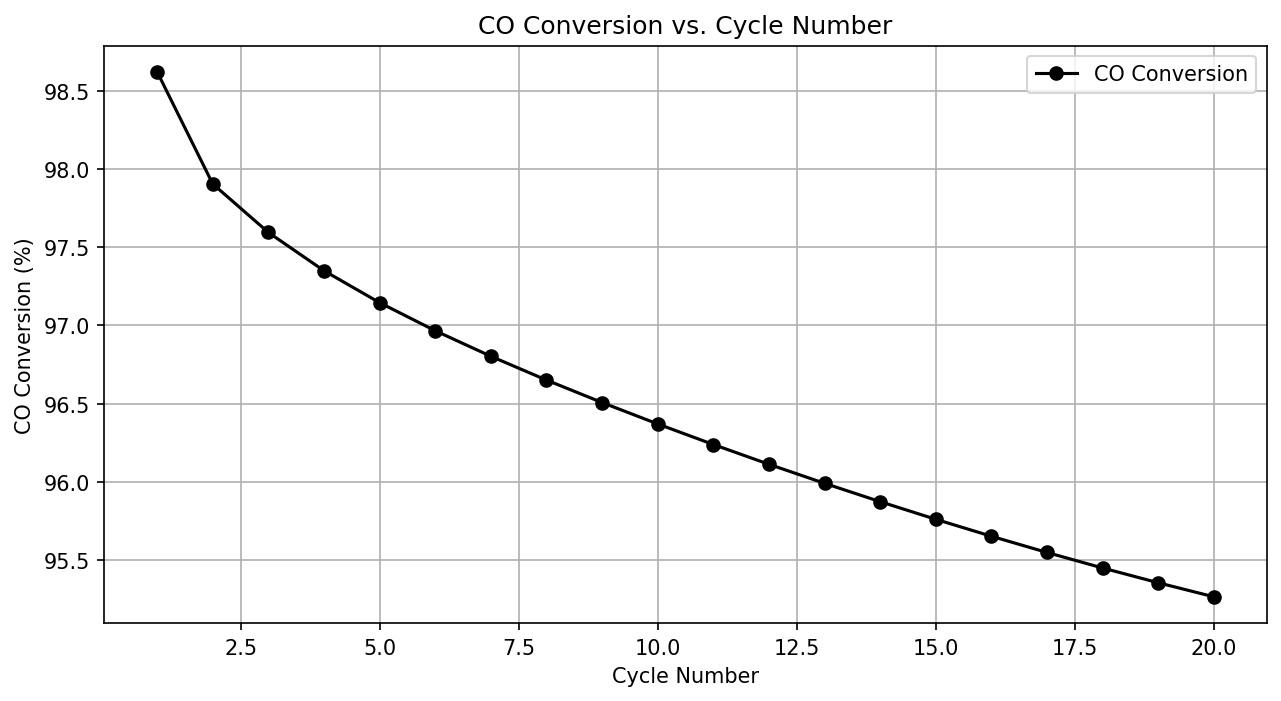 CO Conversion vs. Cycle Number
CO Conversion
CO Conversion (%)
98.5
98.0
97.5
97.0
96.5
96.0
95.5
2.5 5.0 7.5 10.0 12.5 15.0 17.5 20.0
Cycle Number